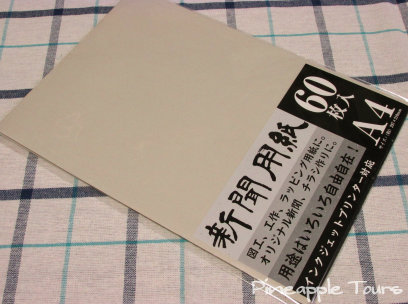 60枚入
A4
新聞用紙
図工、工作、ラッピング用紙に。
オリジナル新聞、チラシ作りに。
用途はいろいろ自由自在！
インクジェットプリンター対応
Pineapple Tours